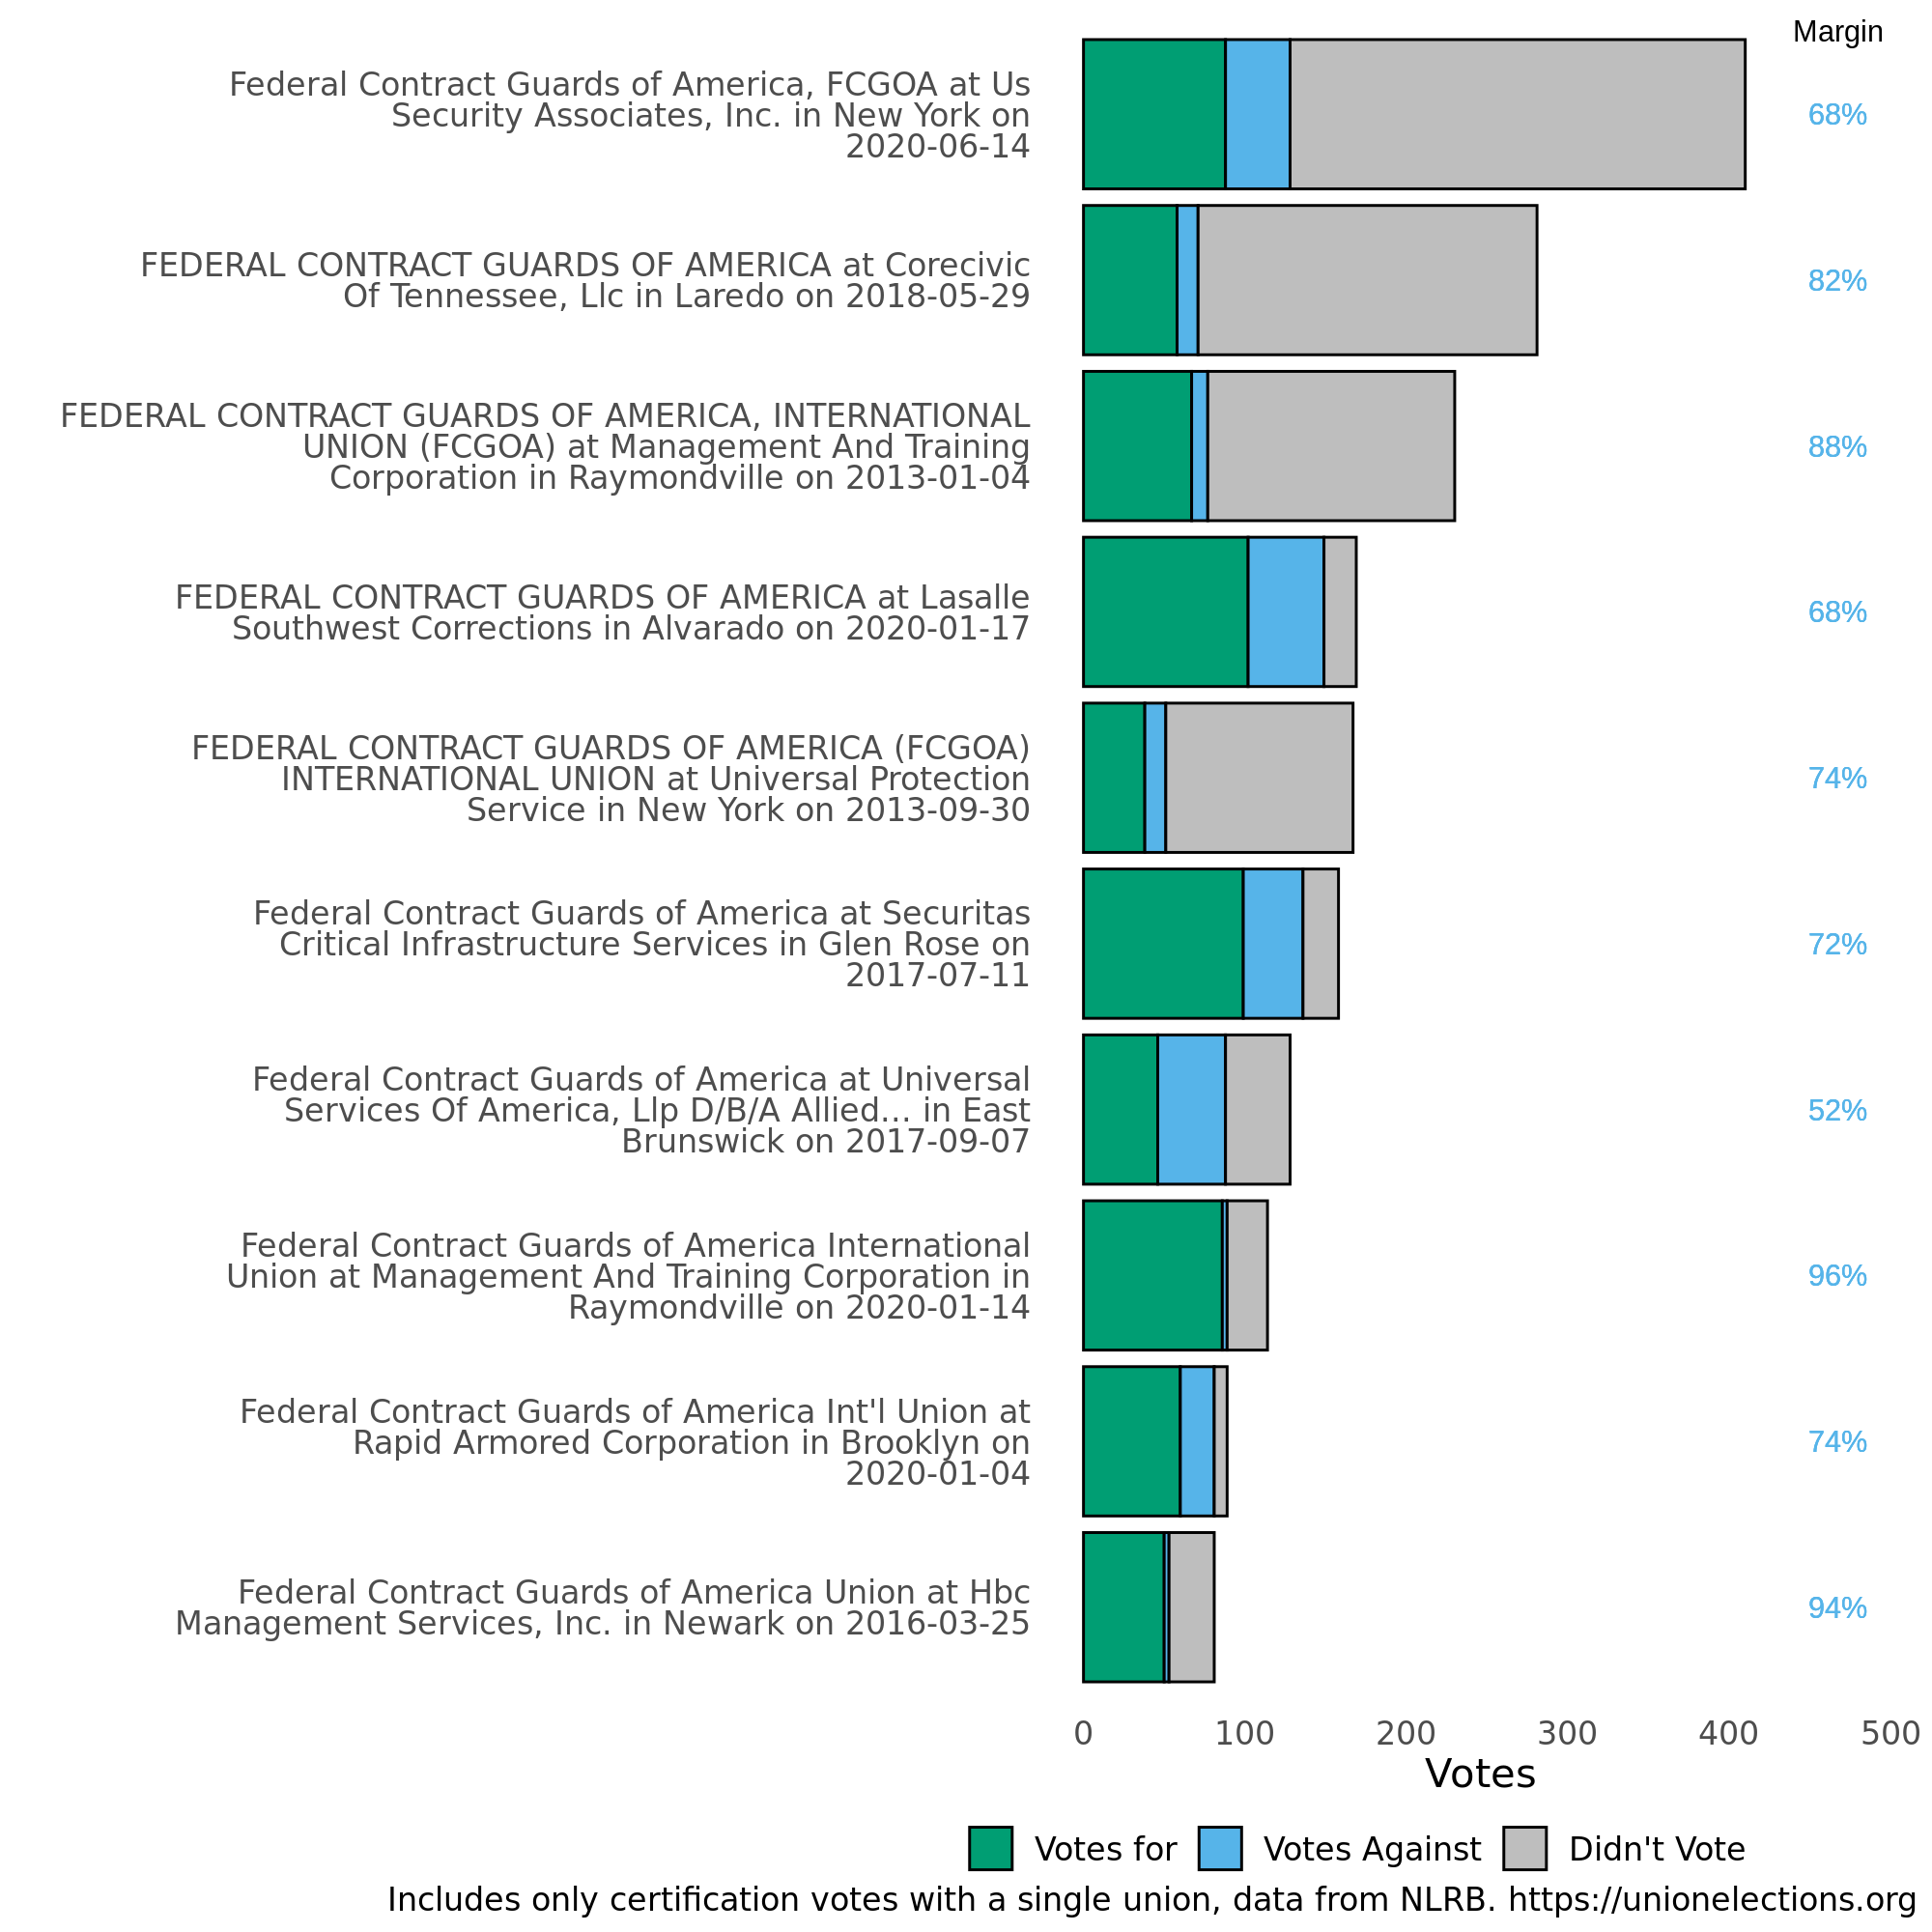 Margin
Federal Contract Guards of America, FCGOA at Us
Security Associates, Inc. in New York on
2020-06-14
68%
FEDERAL CONTRACT GUARDS OF AMERICA at Corecivic
Of Tennessee, Llc in Laredo on 2018-05-29
82%
FEDERAL CONTRACT GUARDS OF AMERICA, INTERNATIONAL
UNION (FCGOA) at Management And Training
Corporation in Raymondville on 2013-01-04
88%
FEDERAL CONTRACT GUARDS OF AMERICA at Lasalle
Southwest Corrections in Alvarado on 2020-01-17
68%
FEDERAL CONTRACT GUARDS OF AMERICA (FCGOA)
INTERNATIONAL UNION at Universal Protection
Service in New York on 2013-09-30
74%
Federal Contract Guards of America at Securitas
Critical Infrastructure Services in Glen Rose on
2017-07-11
72%
Federal Contract Guards of America at Universal
Services Of America, Llp D/B/A Allied... in East
Brunswick on 2017-09-07
52%
Federal Contract Guards of America International
Union at Management And Training Corporation in
Raymondville on 2020-01-14
96%
Federal Contract Guards of America Int'l Union at
Rapid Armored Corporation in Brooklyn on
2020-01-04
74%
Federal Contract Guards of America Union at Hbc
Management Services, Inc. in Newark on 2016-03-25
94%
0 100 200 300 400 500
Votes
Votes for Votes Against Didn't Vote
Includes only certification votes with a single union, data from NLRB. https://unionelections.org